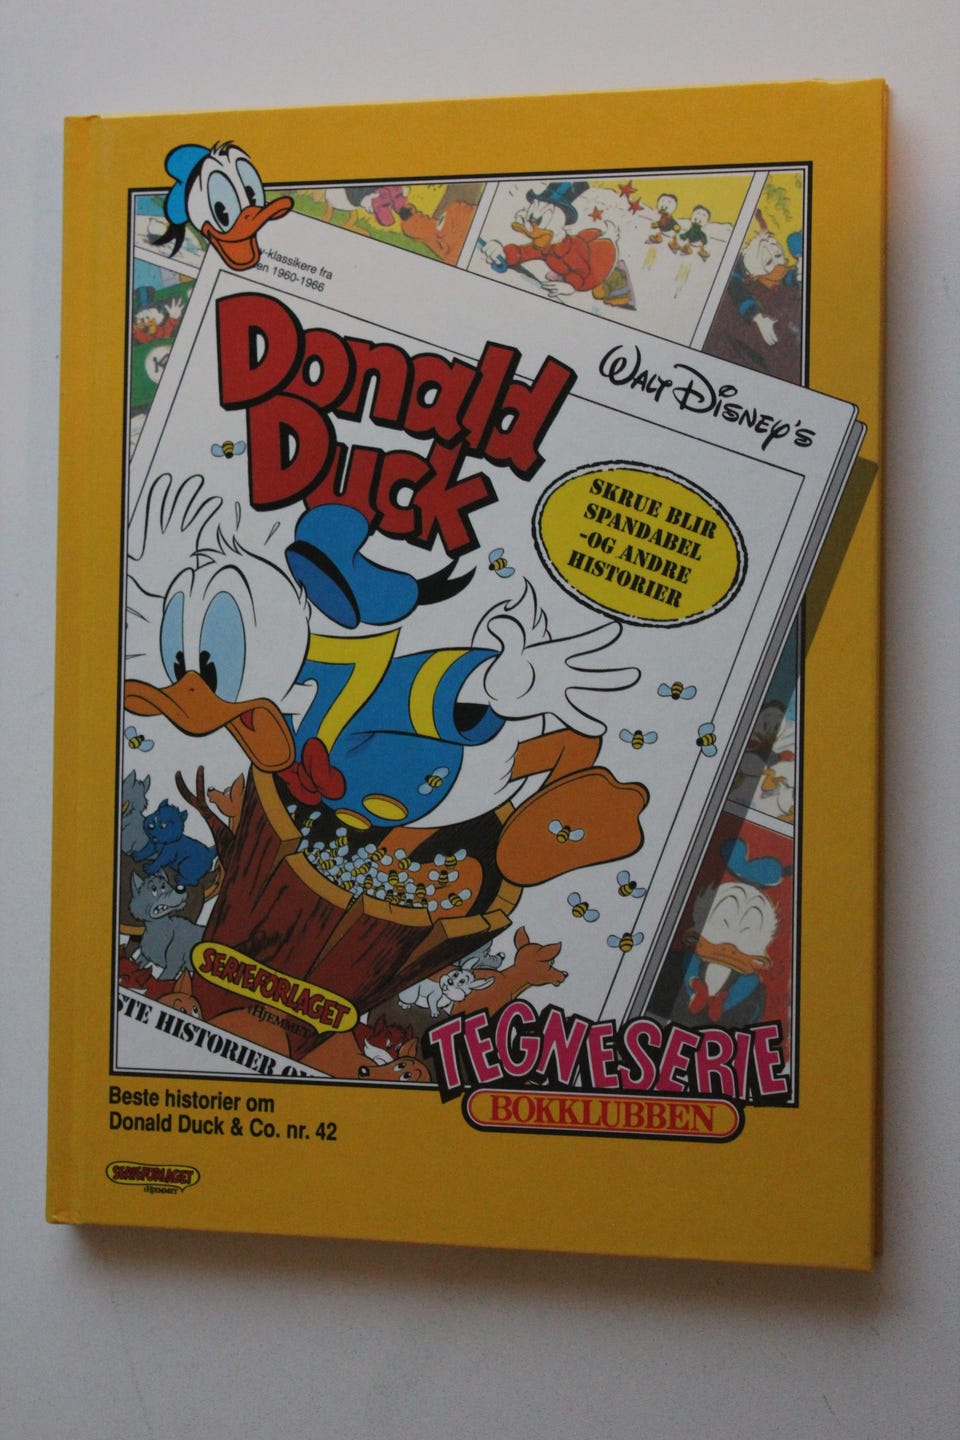 -klassikere fra
en 1960-1966
Donald
Duck
WALT DISNEY'S
SKRUE BLIR
SPANDABEL
-OG ANDRE
HISTORIER
SERIEFORLAGET
HJEMMET
STE HISTORIER O
TEGNESERIE
BOKKLUBBEN
Beste historier om
Donald Duck & Co. nr. 42
SERIEFORLAGET
HJEMMET